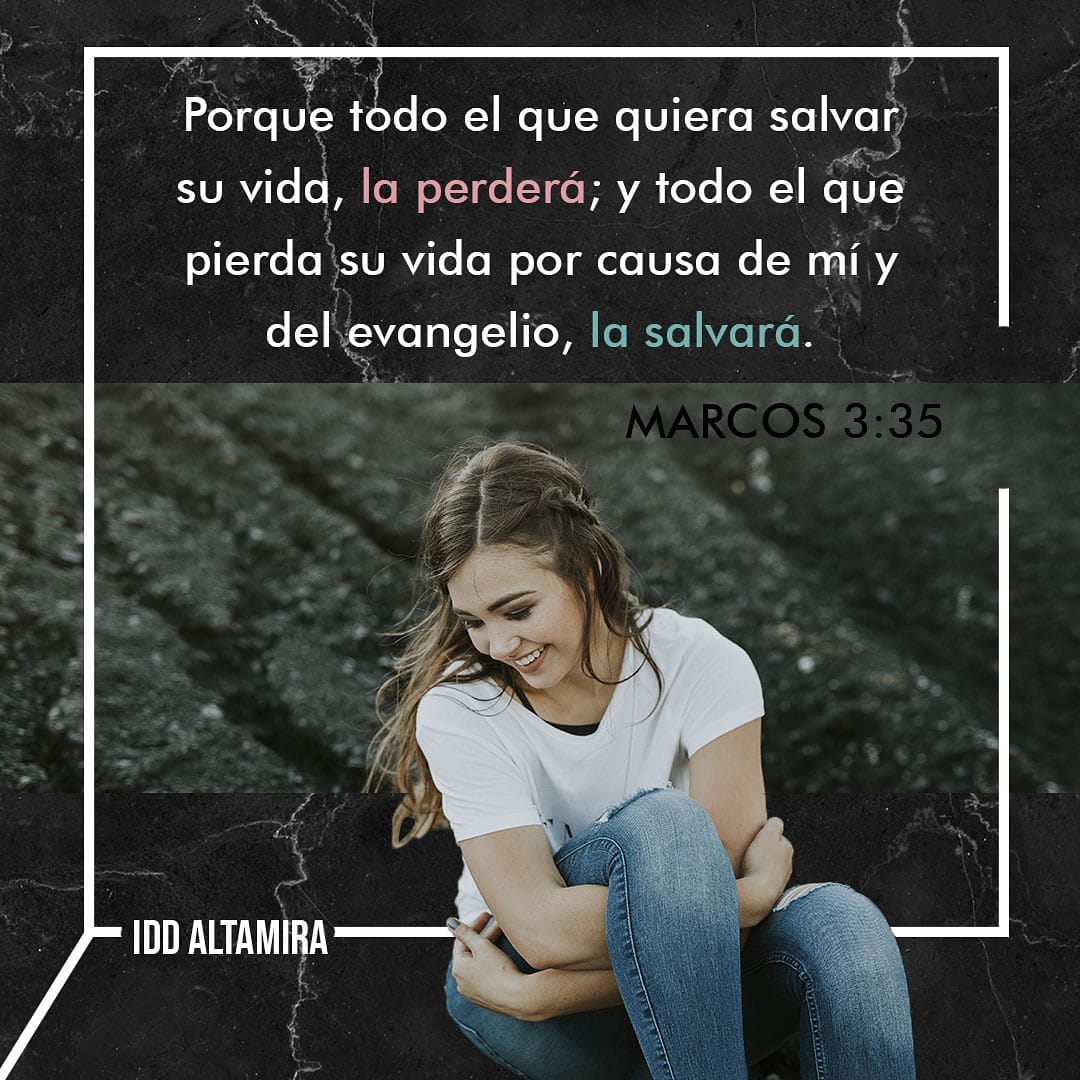 Porque todo el que quiera salvar
su vida, la perderá; y todo el que
pierda su vida por causa de mí y
del evangelio, la salvará.
MARCOS 3:35
IDD ALTAMIRA